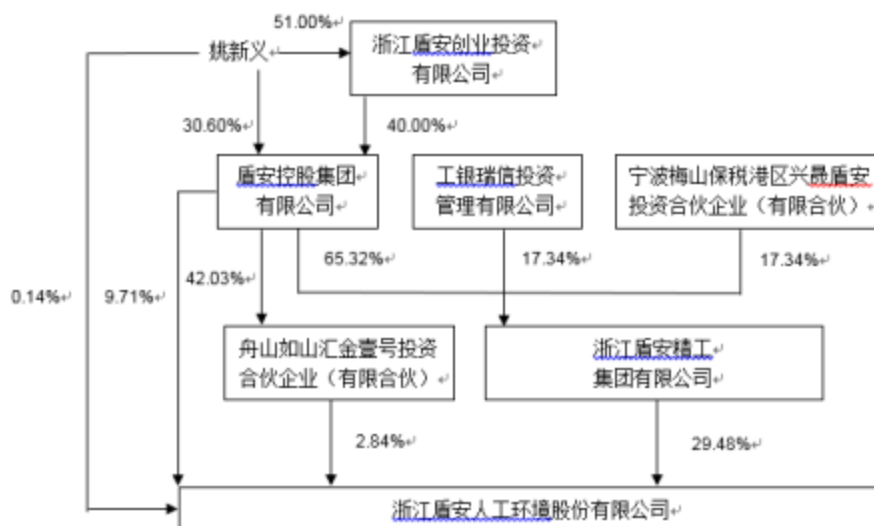 51.00%
姚新义
浙江盾安创业投资
有限公司
30.60%
40.00%
盾安控股集团
有限公司
工银瑞信投资
管理有限公司
宁波梅山保税港区兴晟盾安
投资合伙企业（有限合伙）
0.14%
9.71%
42.03%
65.32%
17.34%
17.34%
舟山如山汇金壹号投资
合伙企业（有限合伙）
浙江盾安精工
集团有限公司
2.84%
29.48%
浙江盾安人工环境股份有限公司